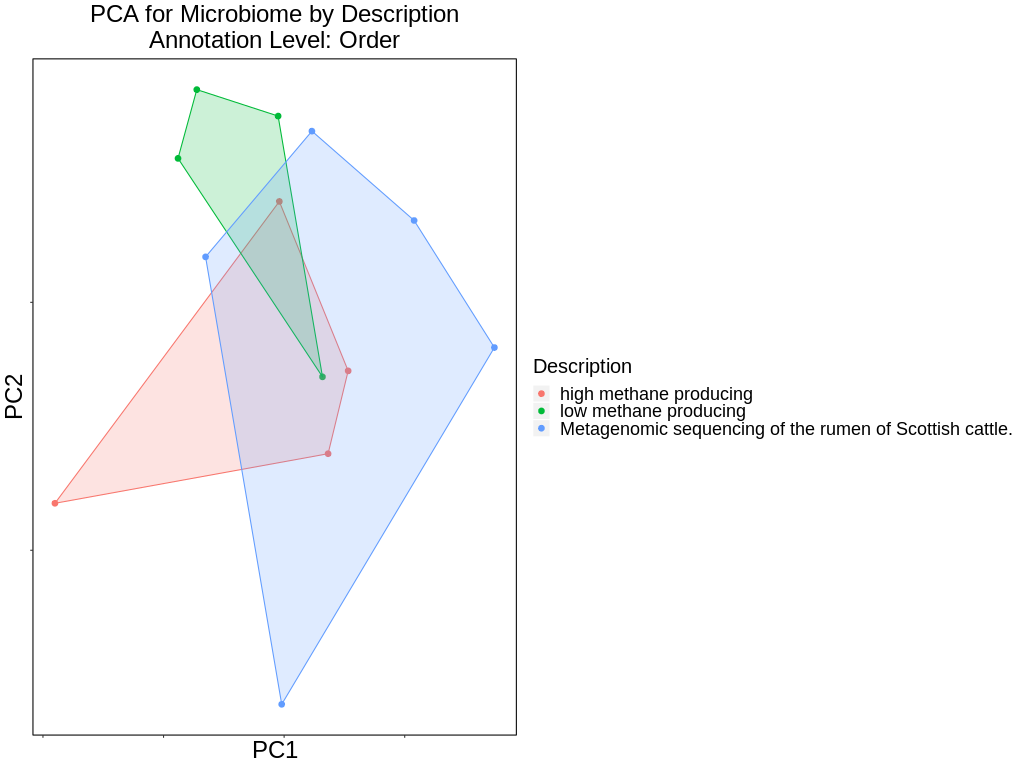 PCA for Microbiome by Description
Annotation Level: Order
PC2
PC1
Description
high methane producing
low methane producing
Metagenomic sequencing of the rumen of Scottish cattle.